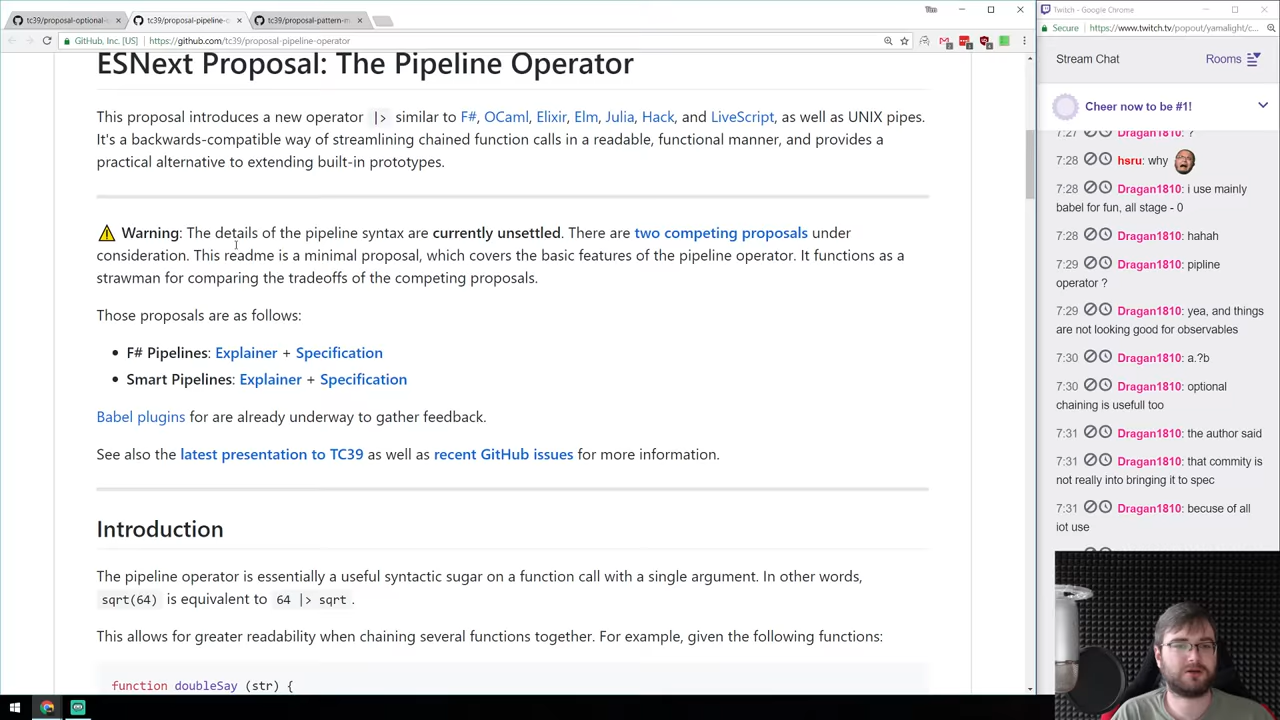 tc39/proposal-optional-c
tc39/proposal-pipeline-o
tc39/proposal-pattern-m
Tim
GitHub, Inc. [US]
https://github.com/tc39/proposal-pipeline-operator
ESNext Proposal: The Pipeline Operator
This proposal introduces a new operator |> similar to F#, OCaml, Elixir, Elm, Julia, Hack, and LiveScript, as well as UNIX pipes.
It's a backwards-compatible way of streamlining chained function calls in a readable, functional manner, and provides a
practical alternative to extending built-in prototypes.
Warning: The details of the pipeline syntax are currently unsettled. There are two competing proposals under
consideration. This readme is a minimal proposal, which covers the basic features of the pipeline operator. It functions as a
strawman for comparing the tradeoffs of the competing proposals.
Those proposals are as follows:
F# Pipelines: Explainer + Specification
Smart Pipelines: Explainer + Specification
Babel plugins for are already underway to gather feedback.
See also the latest presentation to TC39 as well as recent GitHub issues for more information.
Introduction
The pipeline operator is essentially a useful syntactic sugar on a function call with a single argument. In other words,
sqrt(64) is equivalent to 64 |> sqrt .
This allows for greater readability when chaining several functions together. For example, given the following functions:
function doubleSay (str) {
Twitch - Google Chrome
Secure
https://www.twitch.tv/popout/yamalight/c...
Stream Chat
Rooms
Cheer now to be #1!
7:27 Dragan1810: ?
7:28 hsru: why
7:28 Dragan1810: i use mainly
babel for fun, all stage - 0
7:28 Dragan1810: hahah
7:29 Dragan1810: pipline
operator ?
7:29 Dragan1810: yea, and things
are not looking good for observables
7:30 Dragan1810: a.?b
7:30 Dragan1810: optional
chaining is usefull too
7:31 Dragan1810: the author said
7:31 Dragan1810: that commity is
not really into bringing it to spec
7:31 Dragan1810: becuse of all
iot use